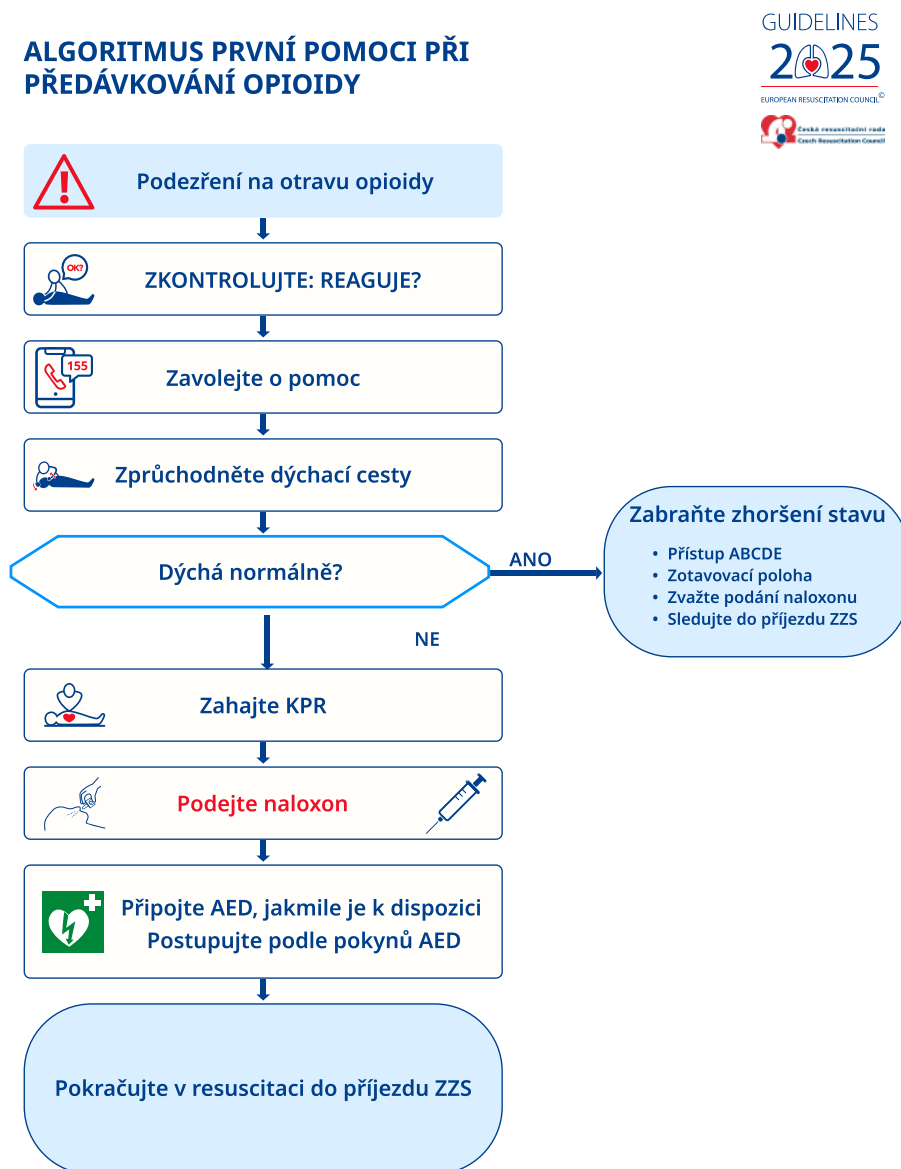 ALGORITMUS PRVNÍ POMOCI PŘI
PŘEDÁVKOVÁNÍ OPIOIDY
GUIDELINES
2025
EUROPEAN RESUSCITATION COUNCIL©
Česká resuscitační rada
Czech Resuscitation Council
Podezření na otravu opioidy
OK?
ZKONTROLUJTE: REAGUJE?
155
Zavolejte o pomoc
Zprůchodněte dýchací cesty
Dýchá normálně?
ANO
Zabraňte zhoršení stavu
• Přístup ABCDE
• Zotavovací poloha
• Zvažte podání naloxonu
• Sledujte do příjezdu ZZS
NE
Zahajte KPR
Podejte naloxon
Připojte AED, jakmile je k dispozici
Postupujte podle pokynů AED
Pokračujte v resuscitaci do příjezdu ZZS